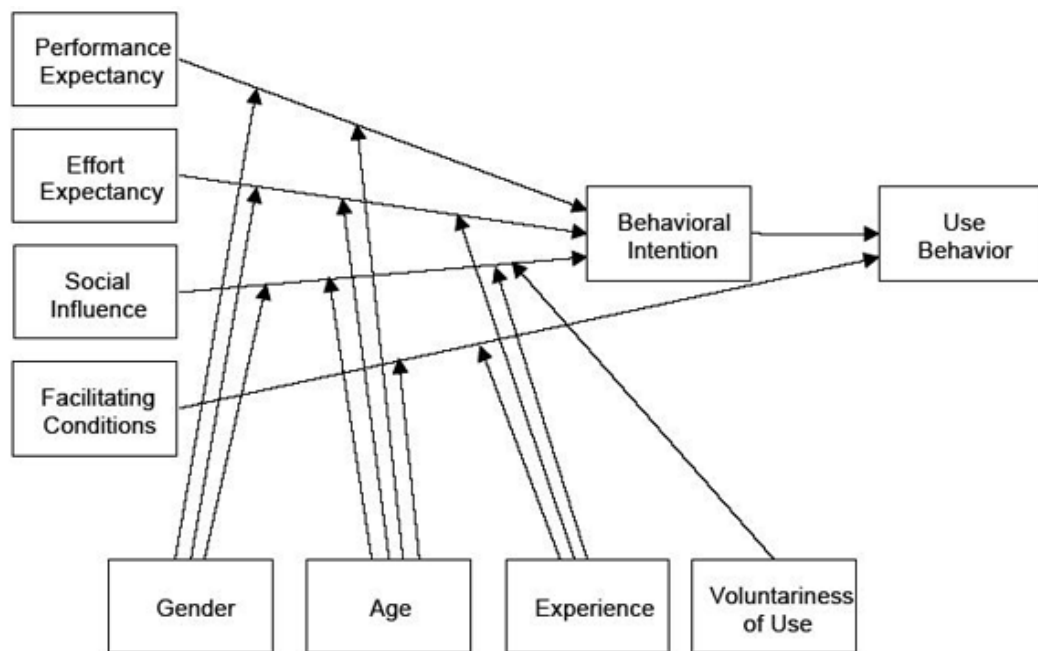 Performance
Expectancy
Effort
Expectancy
Social
Influence
Facilitating
Conditions
Behavioral
Intention
Use
Behavior
Gender
Age
Experience
Voluntariness
of Use